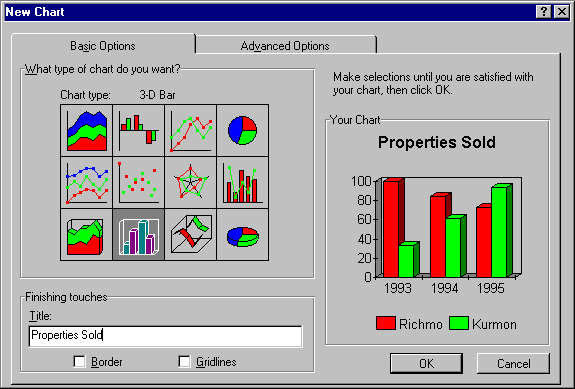 New Chart
Basic Options
Advanced Options
What type of chart do you want?
Chart type: 3-D Bar
Make selections until you are satisfied with
your chart, then click OK.
Your Chart
Properties Sold
100
80
60
40
20
0
1993 1994 1995
Richmo Kurmon
Finishing touches
Title:
Properties Sold
Border Gridlines
OK Cancel